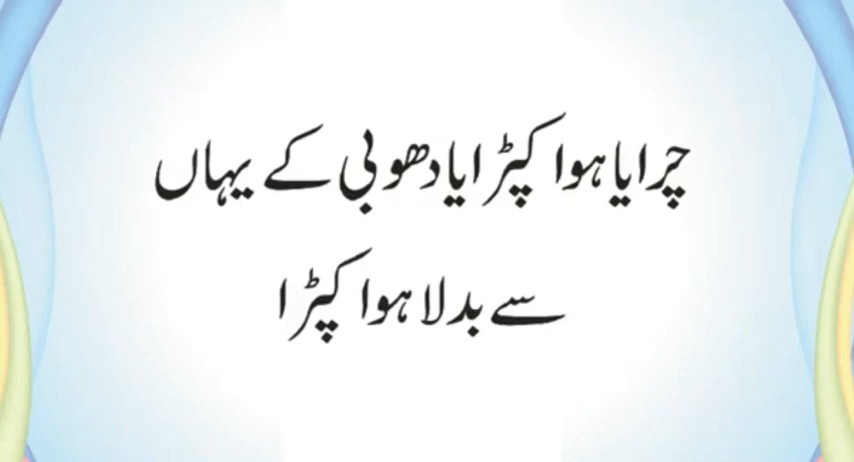 چرایا ہوا کپڑا یا دھوبی کے یہاں
سے بدلا ہوا کپڑا